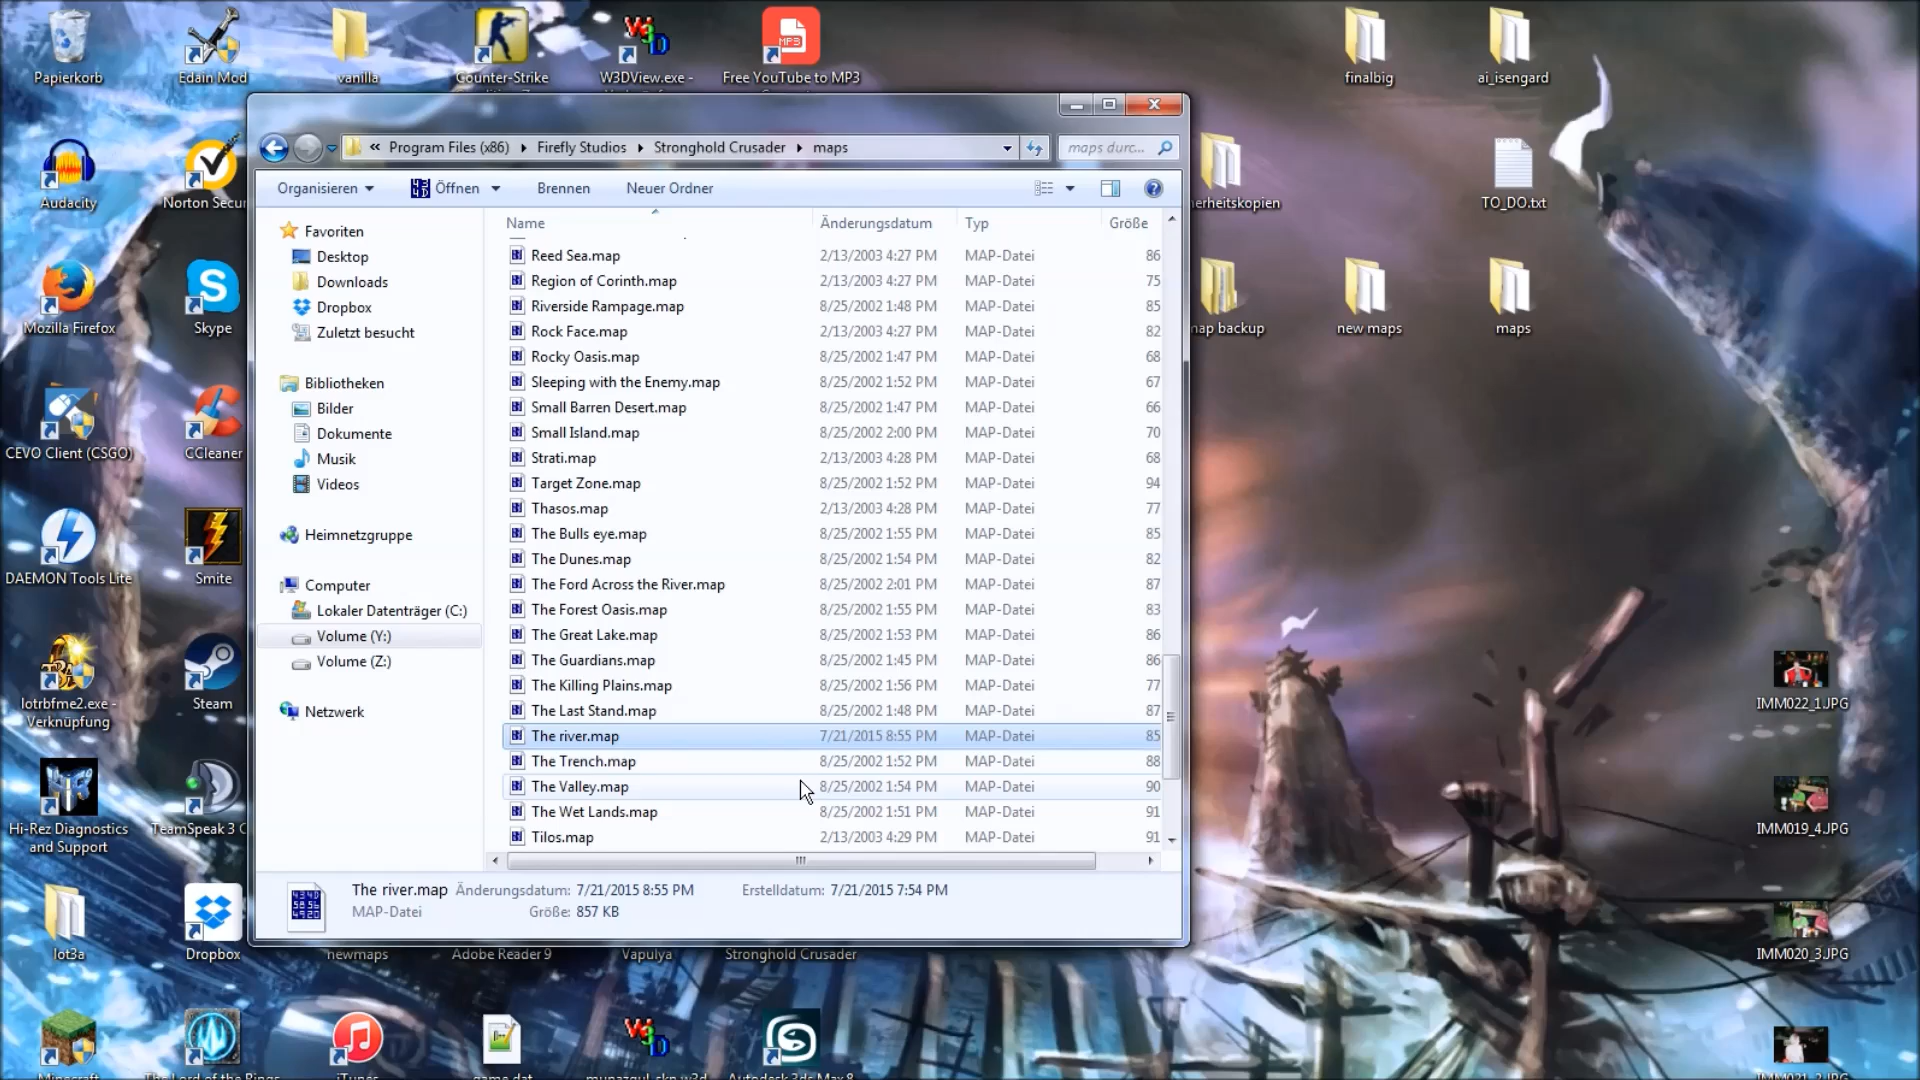 Papierkorb
Edain Mod
vanilla
Counter-Strike
W3DView.exe -
Free YouTube to MP3
finalbig
ai_isengard
Audacity
Norton Secur
herheitskopien
TO_DO.txt
Mozilla Firefox
Skype
map backup
new maps
maps
CEVO Client (CSGO)
CCleaner
DAEMON Tools Lite
Smite
lotrbfme2.exe -
Verknüpfung
Steam
IMM022_1.JPG
Hi-Rez Diagnostics
and Support
TeamSpeak 3 C
IMM019_4.JPG
lot3a
Dropbox
newmaps
Adobe Reader 9
Vapulya
Stronghold Crusader
IMM020_3.JPG
Minecraft
The Lord of the Rings
iTunes
game.dat
Autodesk 3ds Max 8
IMM021_2.JPG
« Program Files (x86) Firefly Studios Stronghold Crusader maps
maps durc...
Organisieren Öffnen Brennen Neuer Ordner
Favoriten
Desktop
Downloads
Dropbox
Zuletzt besucht
Bibliotheken
Bilder
Dokumente
Musik
Videos
Heimnetzgruppe
Computer
Lokaler Datenträger (C:)
Volume (Y:)
Volume (Z:)
Netzwerk
Name Änderungsdatum Typ Größe
Reed Sea.map 2/13/2003 4:27 PM MAP-Datei 86
Region of Corinth.map 2/13/2003 4:27 PM MAP-Datei 75
Riverside Rampage.map 8/25/2002 1:48 PM MAP-Datei 85
Rock Face.map 2/13/2003 4:27 PM MAP-Datei 82
Rocky Oasis.map 8/25/2002 1:47 PM MAP-Datei 68
Sleeping with the Enemy.map 8/25/2002 1:52 PM MAP-Datei 67
Small Barren Desert.map 8/25/2002 1:47 PM MAP-Datei 66
Small Island.map 8/25/2002 2:00 PM MAP-Datei 70
Strati.map 2/13/2003 4:28 PM MAP-Datei 68
Target Zone.map 8/25/2002 1:52 PM MAP-Datei 94
Thasos.map 2/13/2003 4:28 PM MAP-Datei 77
The Bulls eye.map 8/25/2002 1:55 PM MAP-Datei 85
The Dunes.map 8/25/2002 1:54 PM MAP-Datei 82
The Ford Across the River.map 8/25/2002 2:01 PM MAP-Datei 87
The Forest Oasis.map 8/25/2002 1:55 PM MAP-Datei 83
The Great Lake.map 8/25/2002 1:53 PM MAP-Datei 86
The Guardians.map 8/25/2002 1:45 PM MAP-Datei 86
The Killing Plains.map 8/25/2002 1:56 PM MAP-Datei 77
The Last Stand.map 8/25/2002 1:48 PM MAP-Datei 87
The river.map 7/21/2015 8:55 PM MAP-Datei 85
The Trench.map 8/25/2002 1:52 PM MAP-Datei 88
The Valley.map 8/25/2002 1:54 PM MAP-Datei 90
The Wet Lands.map 8/25/2002 1:51 PM MAP-Datei 91
Tilos.map 2/13/2003 4:29 PM MAP-Datei 91
The river.map Änderungsdatum: 7/21/2015 8:55 PM Erstelldatum: 7/21/2015 7:54 PM
MAP-Datei Größe: 857 KB